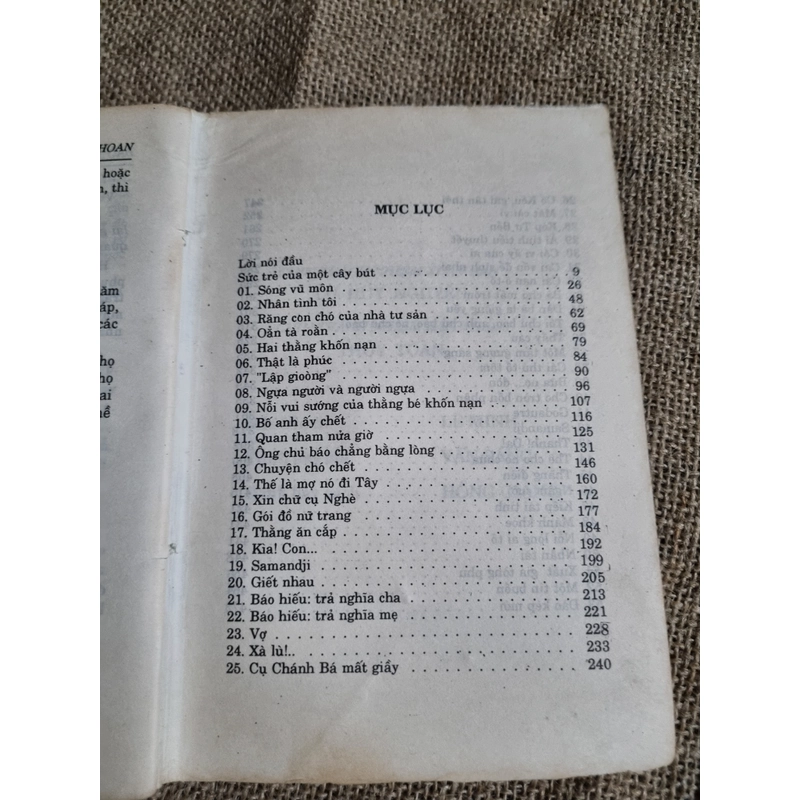 HOAN
hoặc
n, thì
ăm
áp,
các
họ
họ
ai
ể
MỤC LỤC
Lời nói đầu
Sức trẻ của một cây bút . . . . . . . . . . . . . . . . 9
01. Sóng vũ môn . . . . . . . . . . . . . . . . 26
02. Nhân tình tôi . . . . . . . . . . . . . . . . 48
03. Răng con chó của nhà tư sản . . . . . . . . . . . . . . . . 62
04. Oẳn tà roằn . . . . . . . . . . . . . . . . 69
05. Hai thằng khốn nạn . . . . . . . . . . . . . . . . 79
06. Thật là phúc . . . . . . . . . . . . . . . . 84
07. "Lập gioòng" . . . . . . . . . . . . . . . . 90
08. Ngựa người và người ngựa . . . . . . . . . . . . . . . . 96
09. Nỗi vui sướng của thằng bé khốn nạn . . . . . . . . . . . . 107
10. Bố anh ấy chết . . . . . . . . . . . . . . . . 116
11. Quan tham nửa giờ . . . . . . . . . . . . . . . . 125
12. Ông chủ báo chẳng bằng lòng . . . . . . . . . . . . . . . . 131
13. Chuyện chó chết . . . . . . . . . . . . . . . . 146
14. Thế là mợ nó đi Tây . . . . . . . . . . . . . . . . 160
15. Xin chữ cụ Nghè . . . . . . . . . . . . . . . . 172
16. Gói đồ nữ trang . . . . . . . . . . . . . . . . 177
17. Thằng ăn cắp . . . . . . . . . . . . . . . . 184
18. Kìa! Con... . . . . . . . . . . . . . . . . 192
19. Samandji . . . . . . . . . . . . . . . . 199
20. Giết nhau . . . . . . . . . . . . . . . . 205
21. Báo hiếu: trả nghĩa cha . . . . . . . . . . . . . . . . 213
22. Báo hiếu: trả nghĩa mẹ . . . . . . . . . . . . . . . . 221
23. Vợ . . . . . . . . . . . . . . . . 228
24. Xà lù!.. . . . . . . . . . . . . . . . 233
25. Cụ Chánh Bá mất giầy . . . . . . . . . . . . . . . . 240